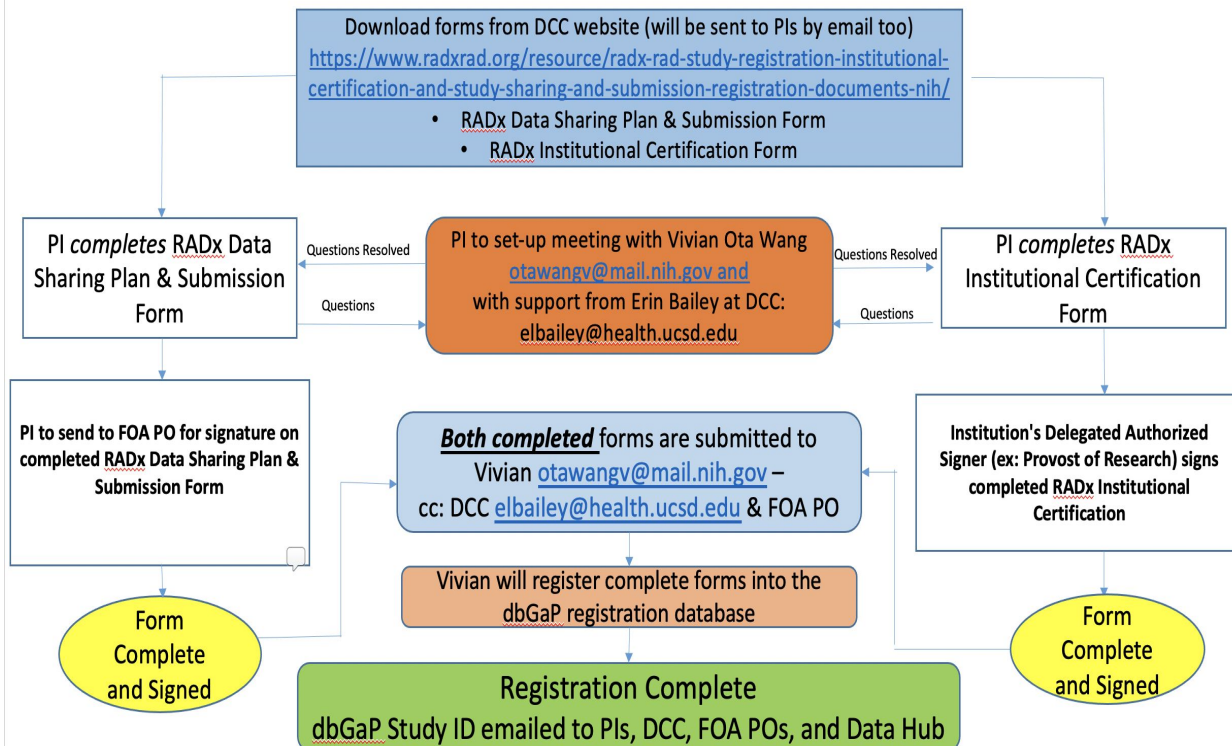 Download forms from DCC website (will be sent to PIs by email too)
https://www.radxrad.org/resource/radx-rad-study-registration-institutional-
certification-and-study-sharing-and-submission-registration-documents-nih/
• RADx Data Sharing Plan & Submission Form
• RADx Institutional Certification Form
PI completes RADx Data
Sharing Plan & Submission
Form
Questions Resolved
Questions
PI to set-up meeting with Vivian Ota Wang
otawangv@mail.nih.gov and
with support from Erin Bailey at DCC:
elbailey@health.ucsd.edu
Questions Resolved
Questions
PI completes RADx
Institutional Certification
Form
PI to send to FOA PO for signature on
completed RADx Data Sharing Plan &
Submission Form
Both completed forms are submitted to
Vivian otawangv@mail.nih.gov –
cc: DCC elbailey@health.ucsd.edu & FOA PO
Institution's Delegated Authorized
Signer (ex: Provost of Research) signs
completed RADx Institutional
Certification
Vivian will register complete forms into the
dbGaP registration database
Form
Complete
and Signed
Form
Complete
and Signed
Registration Complete
dbGaP Study ID emailed to PIs, DCC, FOA POs, and Data Hub